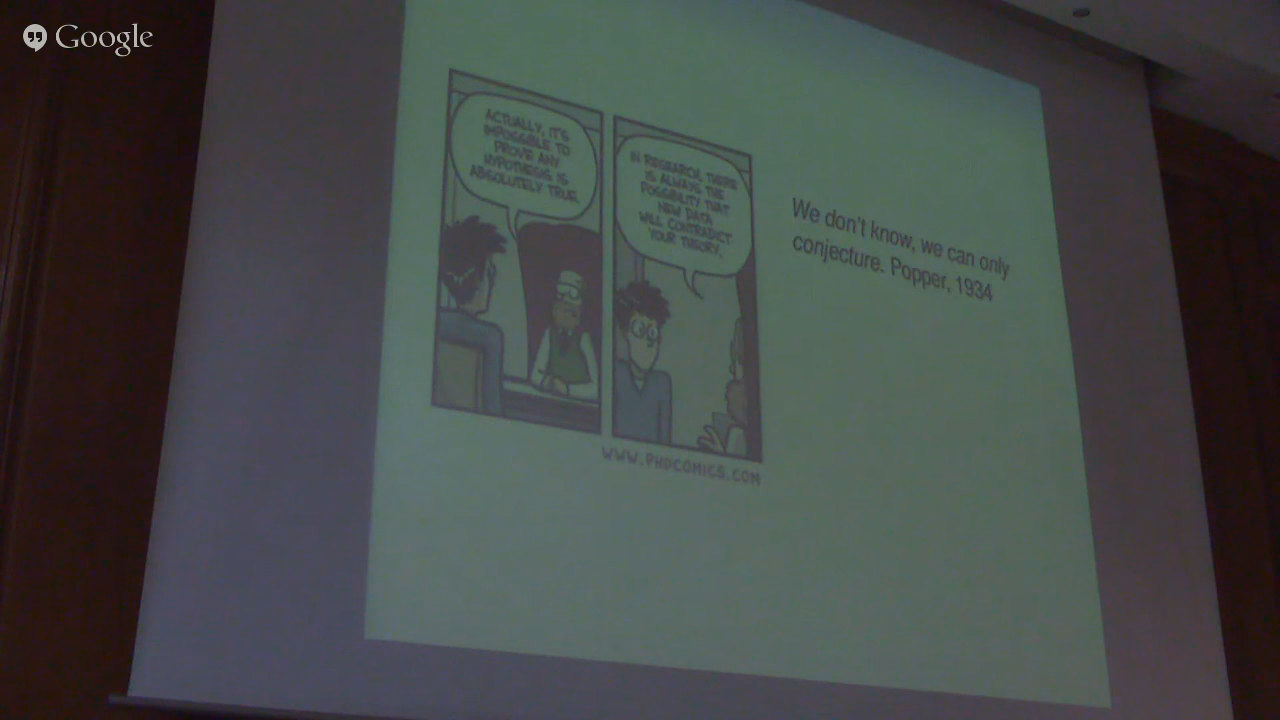 Google
ACTUALLY, IT'S
IMPOSSIBLE TO
PROVE ANY
HYPOTHESIS IS
ABSOLUTELY TRUE.
IN RESEARCH, THERE
IS ALWAYS THE
POSSIBILITY THAT
NEW DATA
WILL CONTRADICT
YOUR THEORY.
WWW.PHDCOMICS.COM
We don't know, we can only
conjecture. Popper, 1934